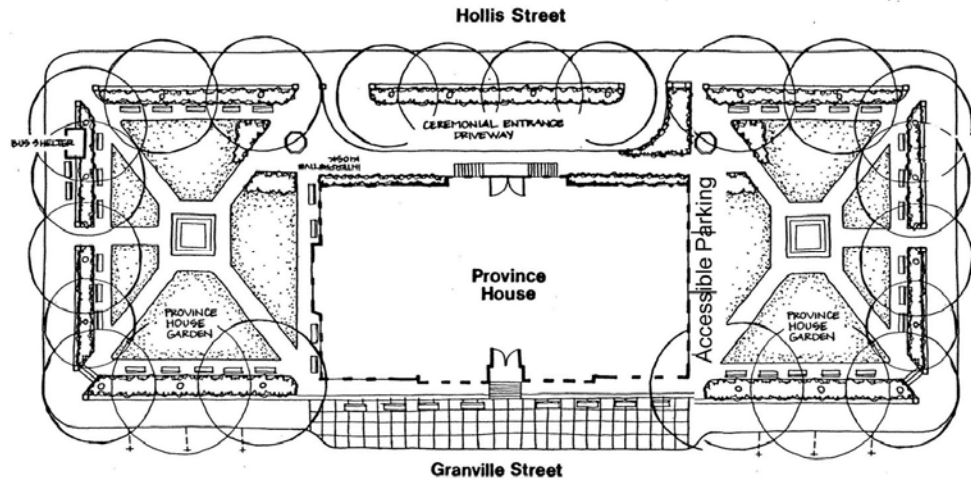 Hollis Street
BUS SHELTER
CEREMONIAL ENTRANCE
DRIVEWAY
KIOSK
Province
House
Accessible Parking
PROVINCE
HOUSE
GARDEN
PROVINCE
HOUSE
GARDEN
Granville Street